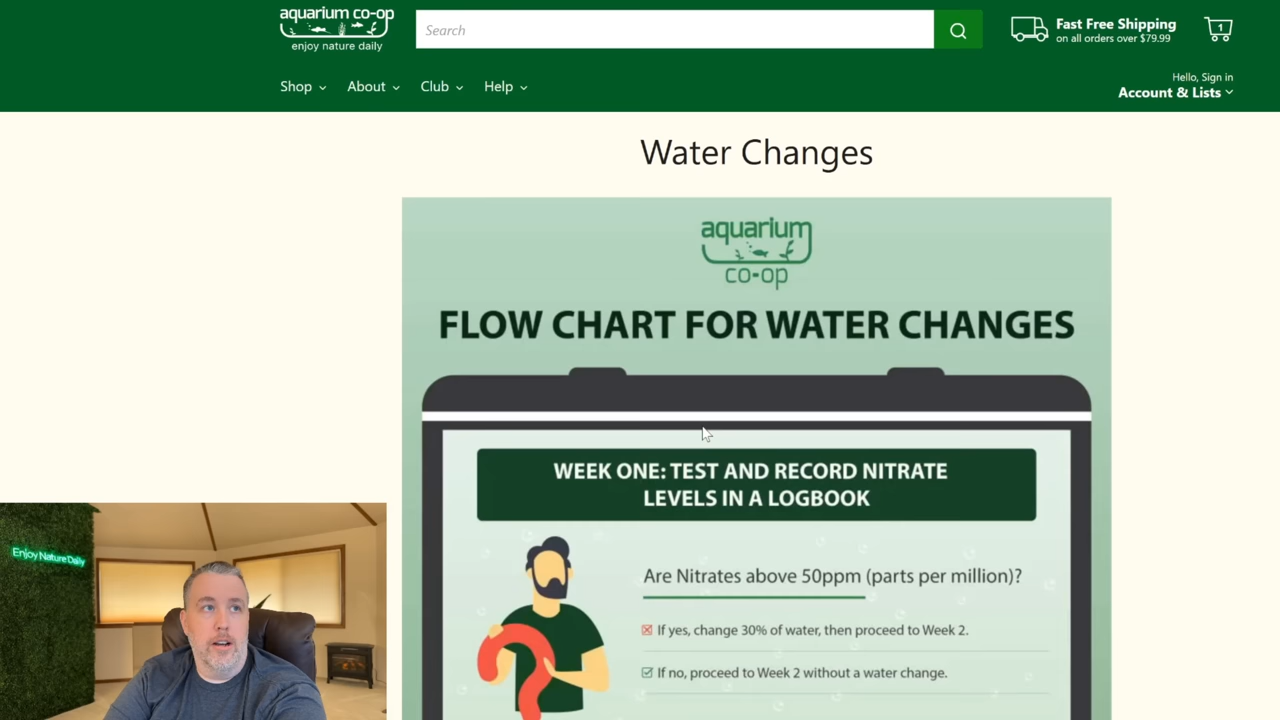 aquarium co-op
enjoy nature daily
Search
Fast Free Shipping
on all orders over $79.99
1
Shop
About
Club
Help
Hello, Sign in
Account & Lists
Water Changes
aquarium
co-op
FLOW CHART FOR WATER CHANGES
WEEK ONE: TEST AND RECORD NITRATE
LEVELS IN A LOGBOOK
Are Nitrates above 50ppm (parts per million)?
If yes, change 30% of water, then proceed to Week 2.
If no, proceed to Week 2 without a water change.
Enjoy Nature Daily